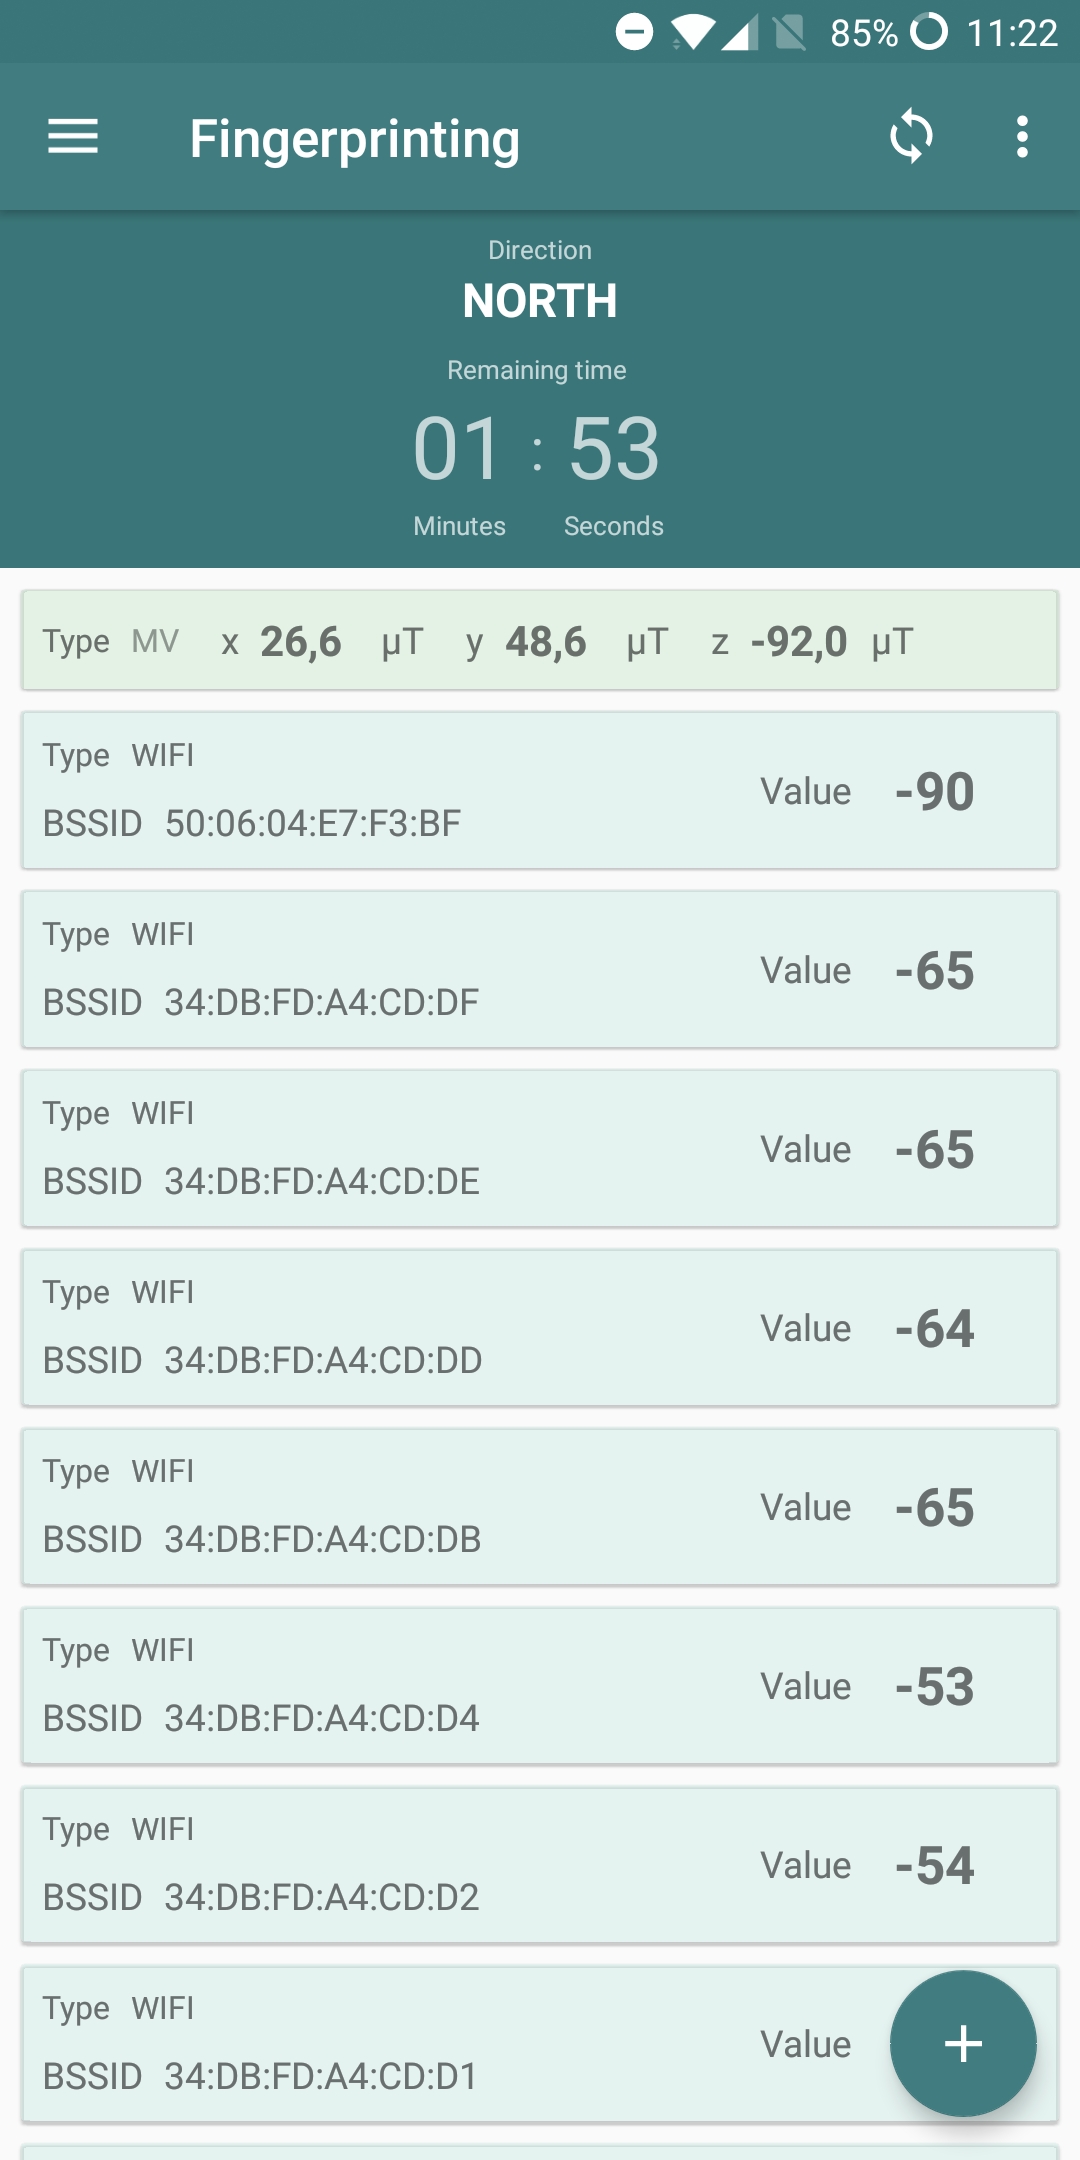 85% 11:22
Fingerprinting
Direction
NORTH
Remaining time
01 : 53
Minutes Seconds
Type MV x 26,6 µT y 48,6 µT z -92,0 µT
Type WIFI
BSSID 50:06:04:E7:F3:BF
Value -90
Type WIFI
BSSID 34:DB:FD:A4:CD:DF
Value -65
Type WIFI
BSSID 34:DB:FD:A4:CD:DE
Value -65
Type WIFI
BSSID 34:DB:FD:A4:CD:DD
Value -64
Type WIFI
BSSID 34:DB:FD:A4:CD:DB
Value -65
Type WIFI
BSSID 34:DB:FD:A4:CD:D4
Value -53
Type WIFI
BSSID 34:DB:FD:A4:CD:D2
Value -54
Type WIFI
BSSID 34:DB:FD:A4:CD:D1
Value